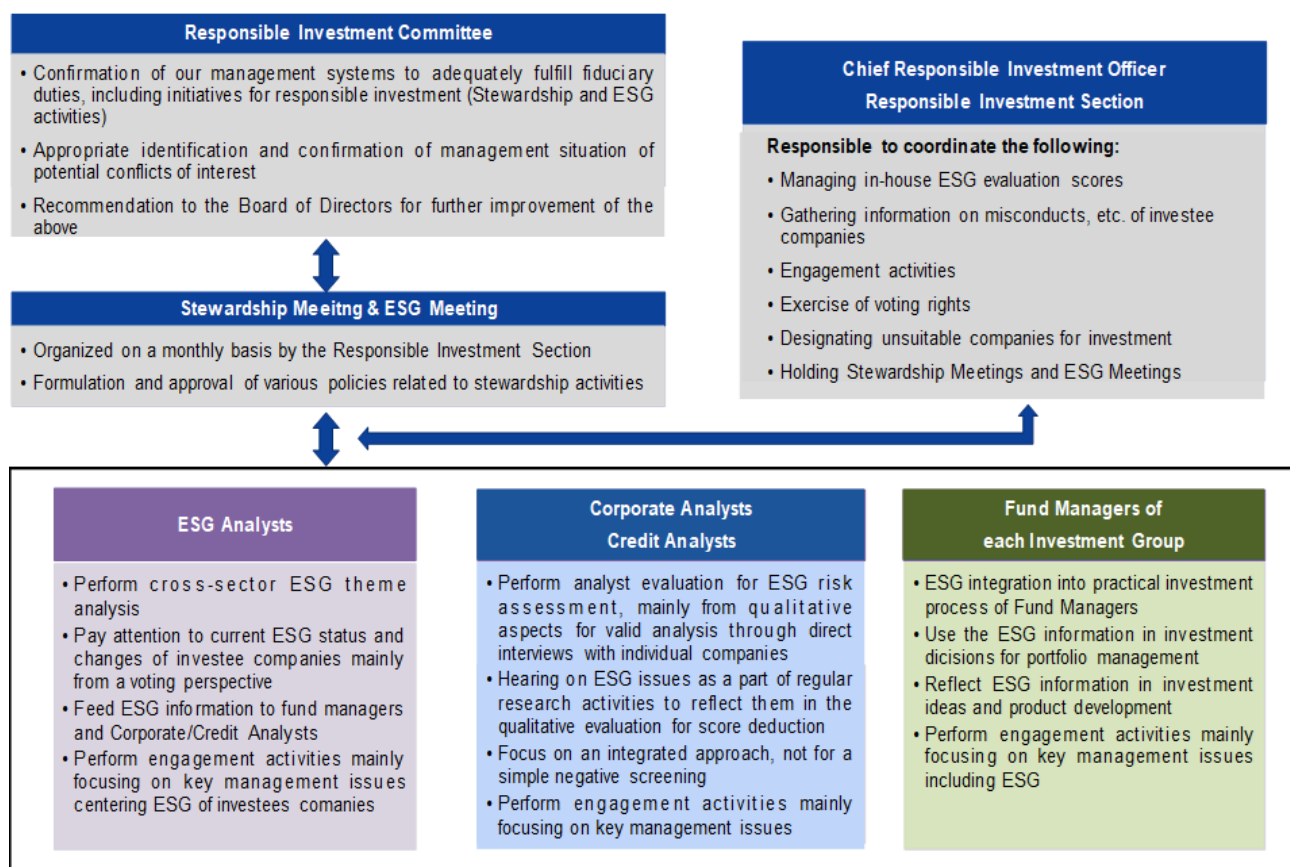 Responsible Investment Committee
• Confirmation of our management systems to adequately fulfill fiduciary
duties, including initiatives for responsible investment (Stewardship and ESG
activities)
• Appropriate identification and confirmation of management situation of
potential conflicts of interest
• Recommendation to the Board of Directors for further improvement of the
above
Stewardship Meeitng & ESG Meeting
• Organized on a monthly basis by the Responsible Investment Section
• Formulation and approval of various policies related to stewardship activities
Chief Responsible Investment Officer
Responsible Investment Section
Responsible to coordinate the following:
• Managing in-house ESG evaluation scores
• Gathering information on misconducts, etc. of investee
companies
• Engagement activities
• Exercise of voting rights
• Designating unsuitable companies for investment
• Holding Stewardship Meetings and ESG Meetings
ESG Analysts
• Perform cross-sector ESG theme
analysis
• Pay attention to current ESG status and
changes of investee companies mainly
from a voting perspective
• Feed ESG information to fund managers
and Corporate/Credit Analysts
• Perform engagement activities mainly
focusing on key management issues
centering ESG of investees comanies
Corporate Analysts
Credit Analysts
• Perform analyst evaluation for ESG risk
assessment, mainly from qualitative
aspects for valid analysis through direct
interviews with individual companies
• Hearing on ESG issues as a part of regular
research activities to reflect them in the
qualitative evaluation for score deduction
• Focus on an integrated approach, not for a
simple negative screening
• Perform engagement activities mainly
focusing on key management issues
Fund Managers of
each Investment Group
• ESG integration into practical investment
process of Fund Managers
• Use the ESG information in investment
dicisions for portfolio management
• Reflect ESG information in investment
ideas and product development
• Perform engagement activities mainly
focusing on key management issues
including ESG